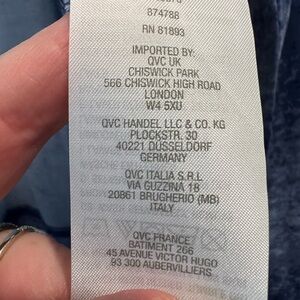 874788
RN 81893
IMPORTED BY:
QVC UK
CHISWICK PARK
566 CHISWICK HIGH ROAD
LONDON
W4 5XU
QVC HANDEL LLC & CO. KG
PLOCKSTR. 30
40221 DÜSSELDORF
GERMANY
QVC ITALIA S.R.L
VIA GUZZINA 18
20861 BRUGHERIO (MB)
ITALY
QVC FRANCE
BATIMENT 266
45 AVENUE VICTOR HUGO
93 300 AUBERVILLIERS